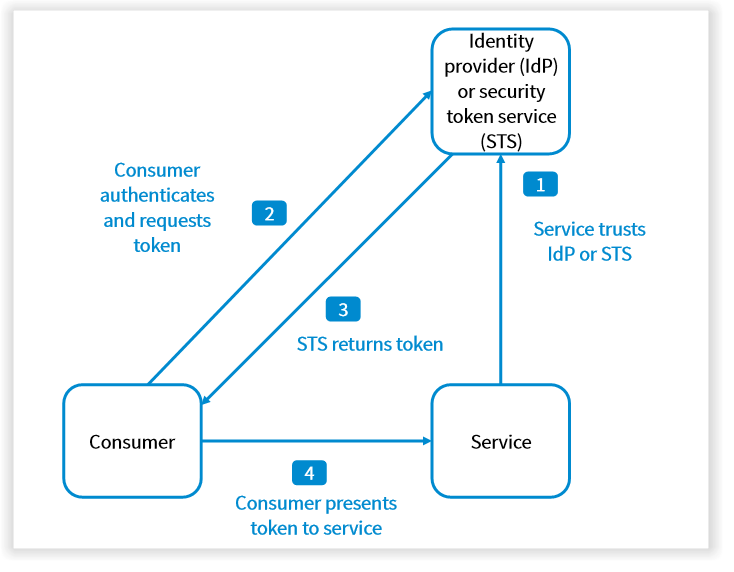 Identity
provider (IdP)
or security
token service
(STS)
1
Service trusts
IdP or STS
Consumer
authenticates
and requests
token
2
3
STS returns token
Consumer
Service
4
Consumer presents
token to service